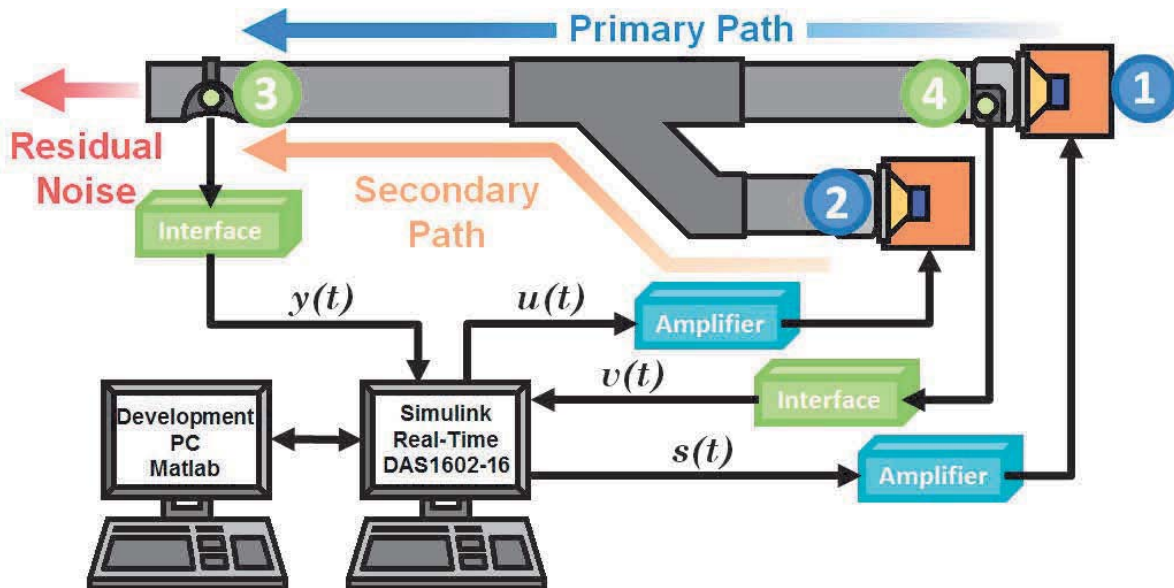 Primary Path
1
3
4
Residual
Noise
Secondary
Path
2
Interface
y(t)
u(t)
Amplifier
v(t)
Interface
Development
PC
Matlab
Simulink
Real-Time
DAS1602-16
s(t)
Amplifier